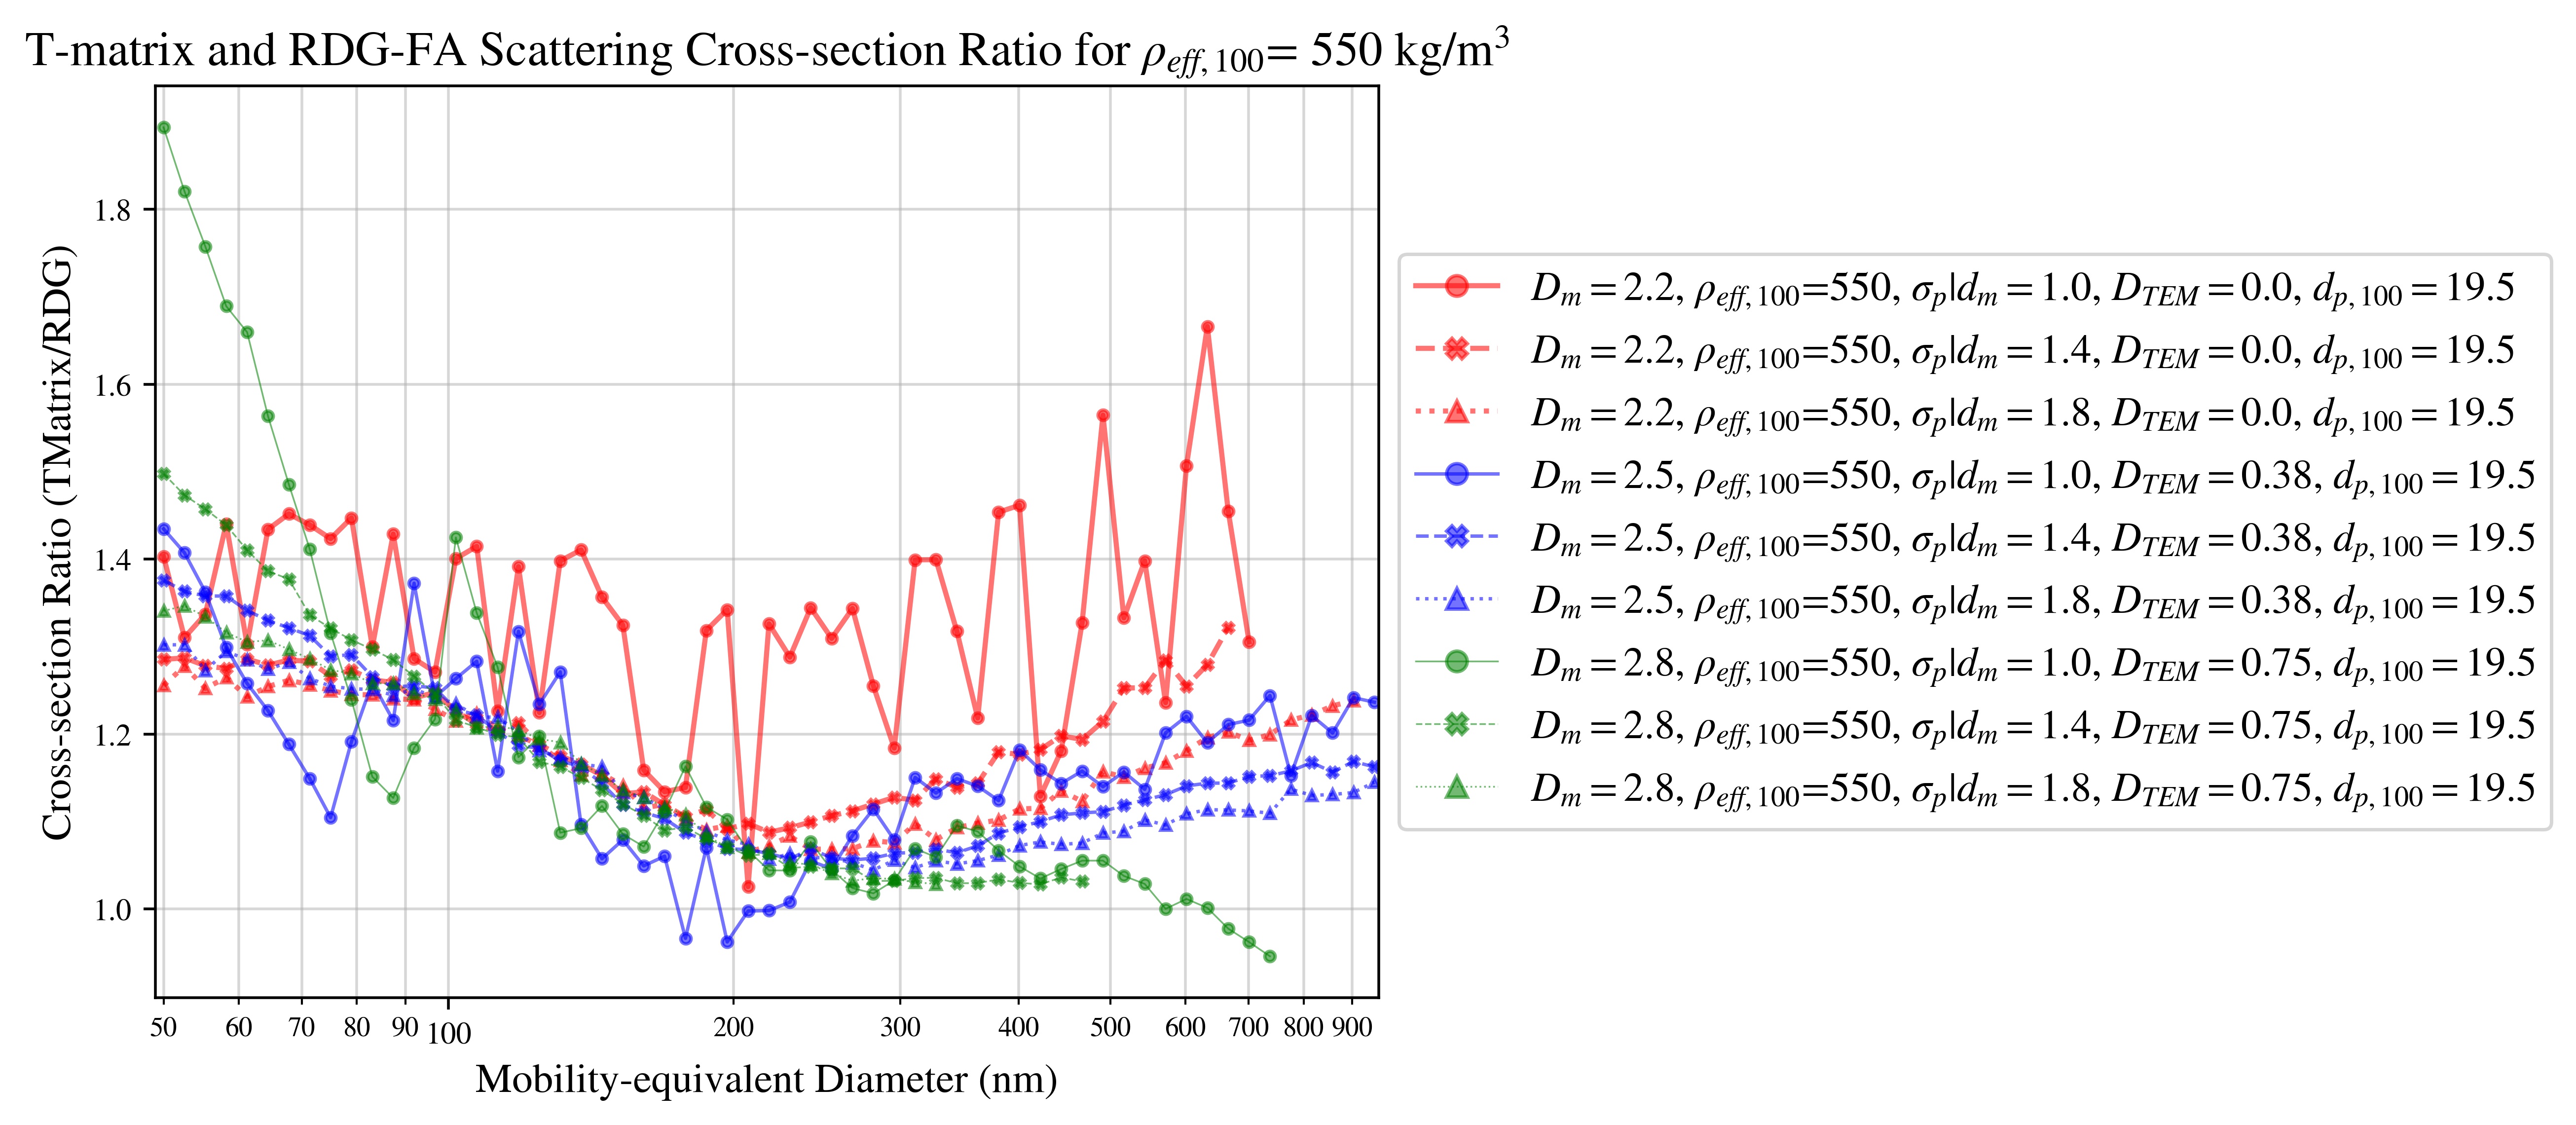 T-matrix and RDG-FA Scattering Cross-section Ratio for ρeff,100= 550 kg/m³
Cross-section Ratio (TMatrix/RDG)
1.8
1.6
1.4
1.2
1.0
50 60 70 80 90 100 200 300 400 500 600 700 800 900
Mobility-equivalent Diameter (nm)
Dm = 2.2, ρeff,100=550, σp|dm = 1.0, DTEM = 0.0, dp,100 = 19.5
Dm = 2.2, ρeff,100=550, σp|dm = 1.4, DTEM = 0.0, dp,100 = 19.5
Dm = 2.2, ρeff,100=550, σp|dm = 1.8, DTEM = 0.0, dp,100 = 19.5
Dm = 2.5, ρeff,100=550, σp|dm = 1.0, DTEM = 0.38, dp,100 = 19.5
Dm = 2.5, ρeff,100=550, σp|dm = 1.4, DTEM = 0.38, dp,100 = 19.5
Dm = 2.5, ρeff,100=550, σp|dm = 1.8, DTEM = 0.38, dp,100 = 19.5
Dm = 2.8, ρeff,100=550, σp|dm = 1.0, DTEM = 0.75, dp,100 = 19.5
Dm = 2.8, ρeff,100=550, σp|dm = 1.4, DTEM = 0.75, dp,100 = 19.5
Dm = 2.8, ρeff,100=550, σp|dm = 1.8, DTEM = 0.75, dp,100 = 19.5